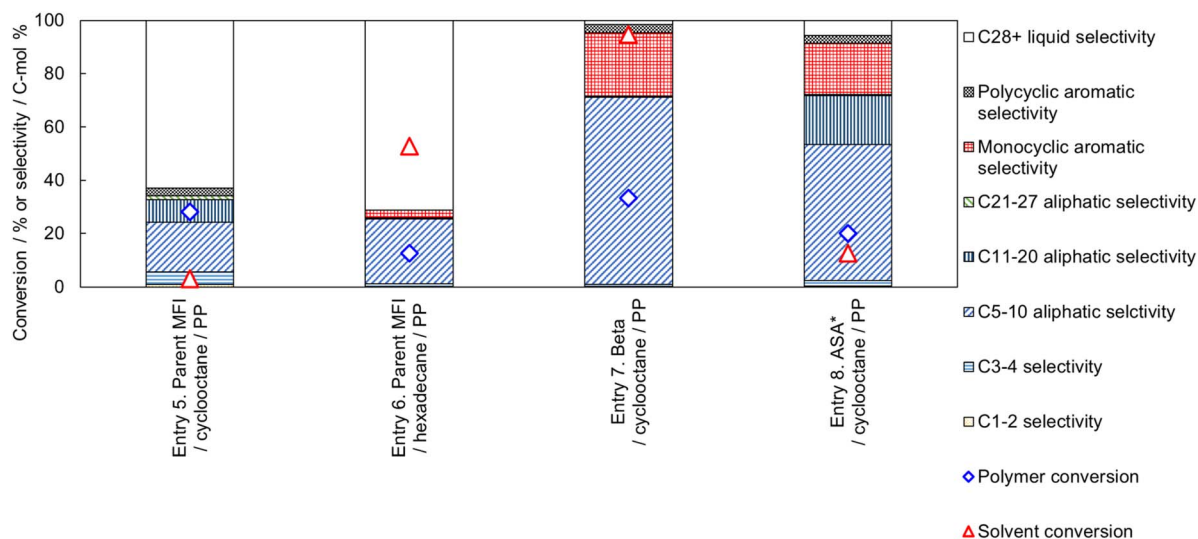 Conversion / % or selectivity / C-mol %
100
80
60
40
20
0
Entry 5. Parent MFI
/ cyclooctane / PP
Entry 6. Parent MFI
/ hexadecane / PP
Entry 7. Beta
/ cyclooctane / PP
Entry 8. ASA*
/ cyclooctane / PP
C28+ liquid selectivity
Polycyclic aromatic
selectivity
Monocyclic aromatic
selectivity
C21-27 aliphatic selectivity
C11-20 aliphatic selectivity
C5-10 aliphatic selctivity
C3-4 selectivity
C1-2 selectivity
Polymer conversion
Solvent conversion